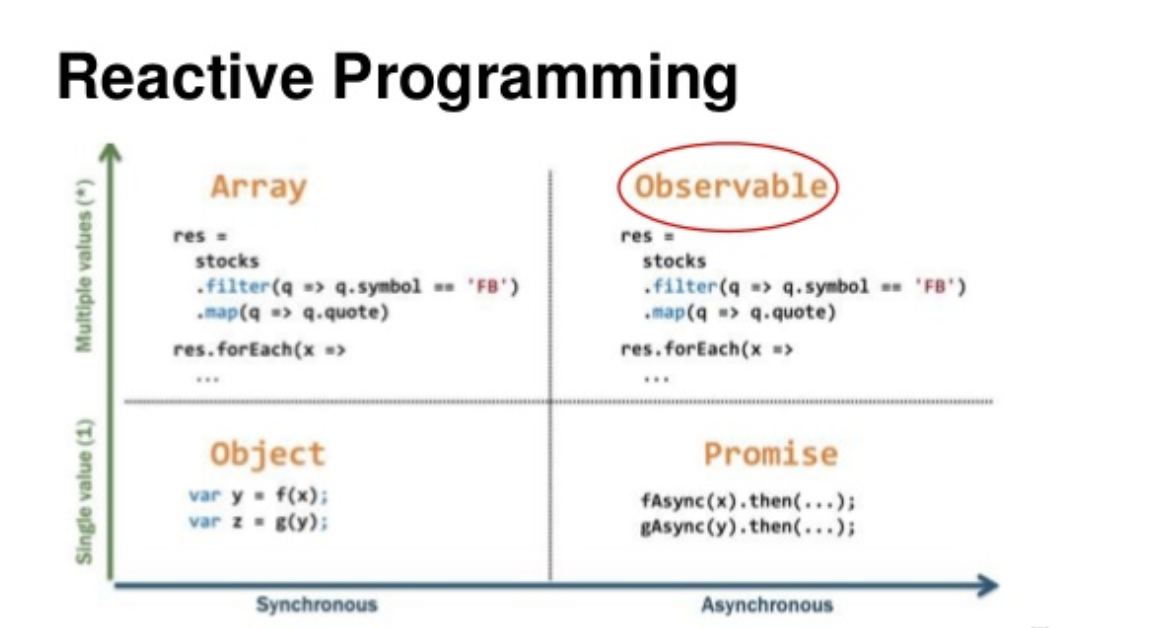 Reactive Programming
Multiple values (*)
Array
res =
stocks
.filter(q => q.symbol == 'FB')
.map(q => q.quote)
res.forEach(x =>
...
Observable
res =
stocks
.filter(q => q.symbol == 'FB')
.map(q => q.quote)
res.forEach(x =>
...
Single value (1)
Object
var y = f(x);
var z = g(y);
Promise
fAsync(x).then(...);
gAsync(y).then(...);
Synchronous
Asynchronous